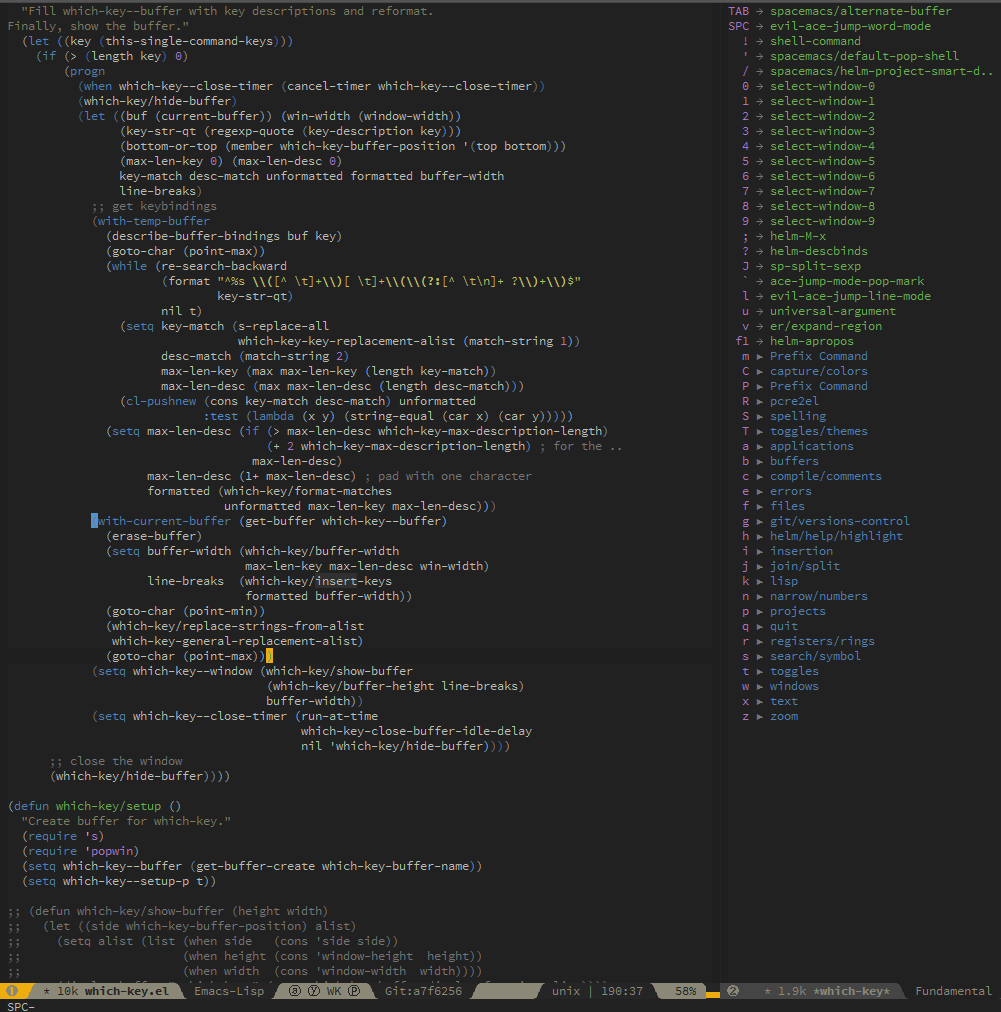 "Fill which-key--buffer with key descriptions and reformat.
Finally, show the buffer."
(let ((key (this-single-command-keys)))
(if (> (length key) 0)
(progn
(when which-key--close-timer (cancel-timer which-key--close-timer))
(which-key/hide-buffer)
(let ((buf (current-buffer)) (win-width (window-width))
(key-str-qt (regexp-quote (key-description key)))
(bottom-or-top (member which-key-buffer-position '(top bottom)))
(max-len-key 0) (max-len-desc 0)
key-match desc-match unformatted formatted buffer-width
line-breaks)
;; get keybindings
(with-temp-buffer
(describe-buffer-bindings buf key)
(goto-char (point-max))
(while (re-search-backward
(format "^%s \\([^ \t]+\\)[ \t]+\\(\\(?:[^ \t\n]+ ?\\)+\\)$"
key-str-qt)
nil t)
(setq key-match (s-replace-all
which-key-key-replacement-alist (match-string 1))
desc-match (match-string 2)
max-len-key (max max-len-key (length key-match))
max-len-desc (max max-len-desc (length desc-match)))
(cl-pushnew (cons key-match desc-match) unformatted
:test (lambda (x y) (string-equal (car x) (car y)))))
(setq max-len-desc (if (> max-len-desc which-key-max-description-length)
(+ 2 which-key-max-description-length) ; for the ..
max-len-desc)
max-len-desc (1+ max-len-desc) ; pad with one character
formatted (which-key/format-matches
unformatted max-len-key max-len-desc)))
(with-current-buffer (get-buffer which-key--buffer)
(erase-buffer)
(setq buffer-width (which-key/buffer-width
max-len-key max-len-desc win-width)
line-breaks (which-key/insert-keys
formatted buffer-width))
(goto-char (point-min))
(which-key/replace-strings-from-alist
which-key-general-replacement-alist)
(goto-char (point-max)))
(setq which-key--window (which-key/show-buffer
(which-key/buffer-height line-breaks)
buffer-width))
(setq which-key--close-timer (run-at-time
which-key-close-buffer-idle-delay
nil 'which-key/hide-buffer))))
;; close the window
(which-key/hide-buffer))))
(defun which-key/setup ()
"Create buffer for which-key."
(require 's)
(require 'popwin)
(setq which-key--buffer (get-buffer-create which-key-buffer-name))
(setq which-key--setup-p t))
;; (defun which-key/show-buffer (height width)
;; (let ((side which-key-buffer-position) alist)
;; (setq alist (list (when side (cons 'side side))
;; (when height (cons 'window-height height))
;; (when width (cons 'window-width width))))
① * 10k which-key.el Emacs-Lisp ⓐ ⓨ WK ⓟ Git:a7f6256 unix | 190:37 58%
SPC-
TAB → spacemacs/alternate-buffer
SPC → evil-ace-jump-word-mode
! → shell-command
' → spacemacs/default-pop-shell
/ → spacemacs/helm-project-smart-d..
0 → select-window-0
1 → select-window-1
2 → select-window-2
3 → select-window-3
4 → select-window-4
5 → select-window-5
6 → select-window-6
7 → select-window-7
8 → select-window-8
9 → select-window-9
; → helm-M-x
? → helm-descbinds
J → sp-split-sexp
` → ace-jump-mode-pop-mark
l → evil-ace-jump-line-mode
u → universal-argument
v → er/expand-region
f1 → helm-apropos
m ▸ Prefix Command
C ▸ capture/colors
P ▸ Prefix Command
R ▸ pcre2el
S ▸ spelling
T ▸ toggles/themes
a ▸ applications
b ▸ buffers
c ▸ compile/comments
e ▸ errors
f ▸ files
g ▸ git/versions-control
h ▸ helm/help/highlight
i ▸ insertion
j ▸ join/split
k ▸ lisp
n ▸ narrow/numbers
p ▸ projects
q ▸ quit
r ▸ registers/rings
s ▸ search/symbol
t ▸ toggles
w ▸ windows
x ▸ text
z ▸ zoom
② * 1.9k *which-key* Fundamental